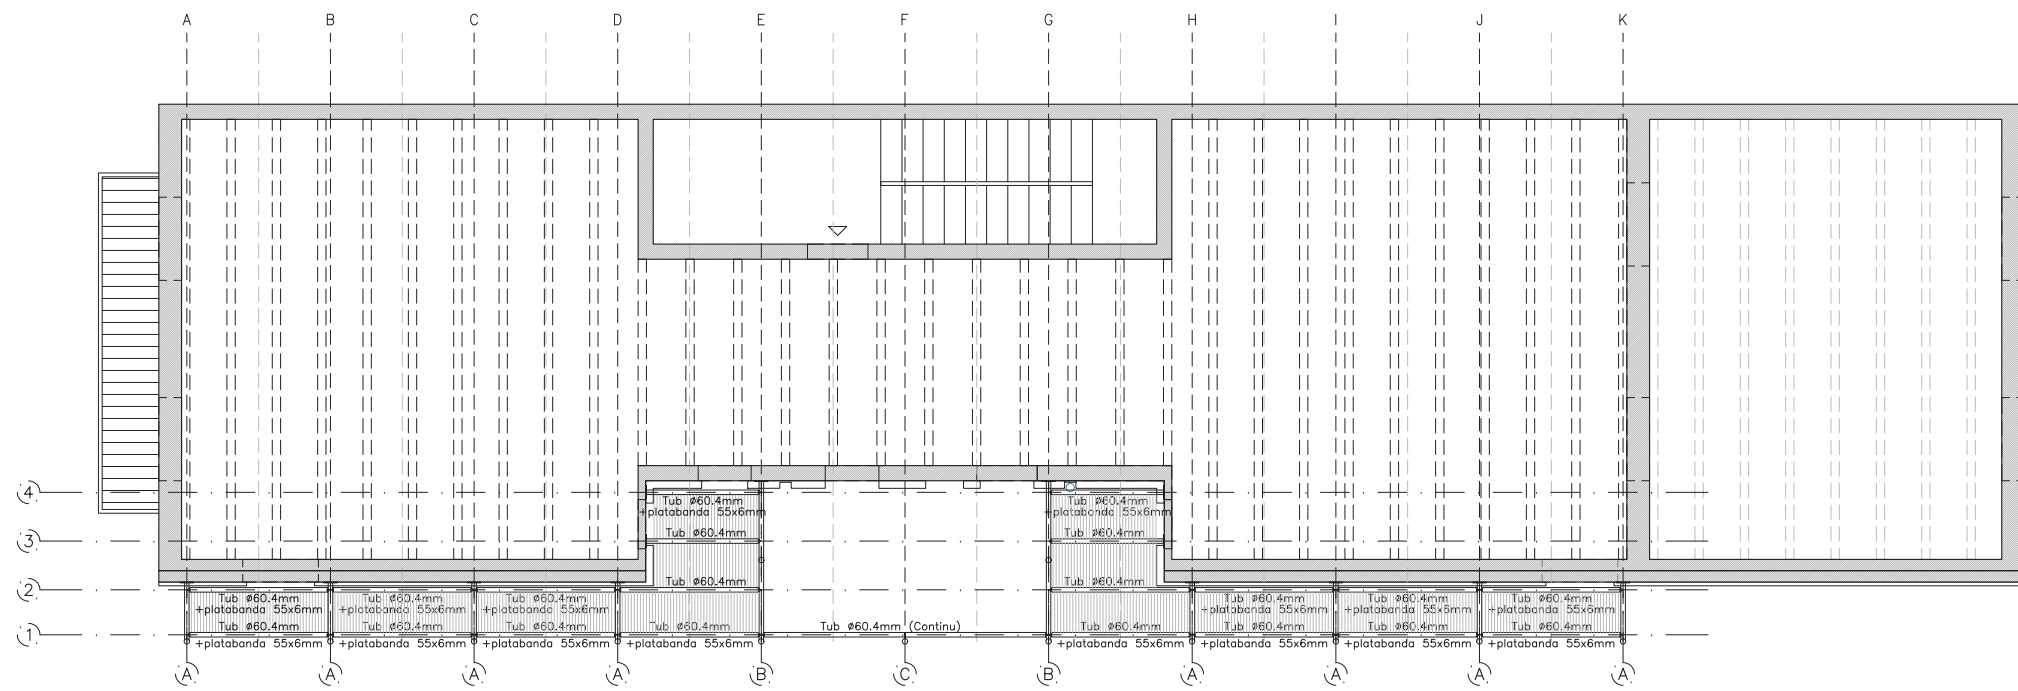 A B C D E F G H I J K
4
Tub Ø60.4mm Tub Ø60.4mm
+platabanda 55x6mm +platabanda 55x6mm
3
Tub Ø60.4mm Tub Ø60.4mm
2
Tub Ø60.4mm Tub Ø60.4mm
Tub Ø60.4mm Tub Ø60.4mm Tub Ø60.4mm Tub Ø60.4mm Tub Ø60.4mm Tub Ø60.4mm
+platabanda 55x6mm +platabanda 55x6mm +platabanda 55x6mm +platabanda 55x6mm +platabanda 55x6mm +platabanda 55x6mm
1
Tub Ø60.4mm Tub Ø60.4mm Tub Ø60.4mm Tub Ø60.4mm Tub Ø60.4mm (Continu) Tub Ø60.4mm Tub Ø60.4mm Tub Ø60.4mm Tub Ø60.4mm
+platabanda 55x6mm +platabanda 55x6mm +platabanda 55x6mm +platabanda 55x6mm +platabanda 55x6mm +platabanda 55x6mm +platabanda 55x6mm +platabanda 55x6mm
A A A A B C B A A A A